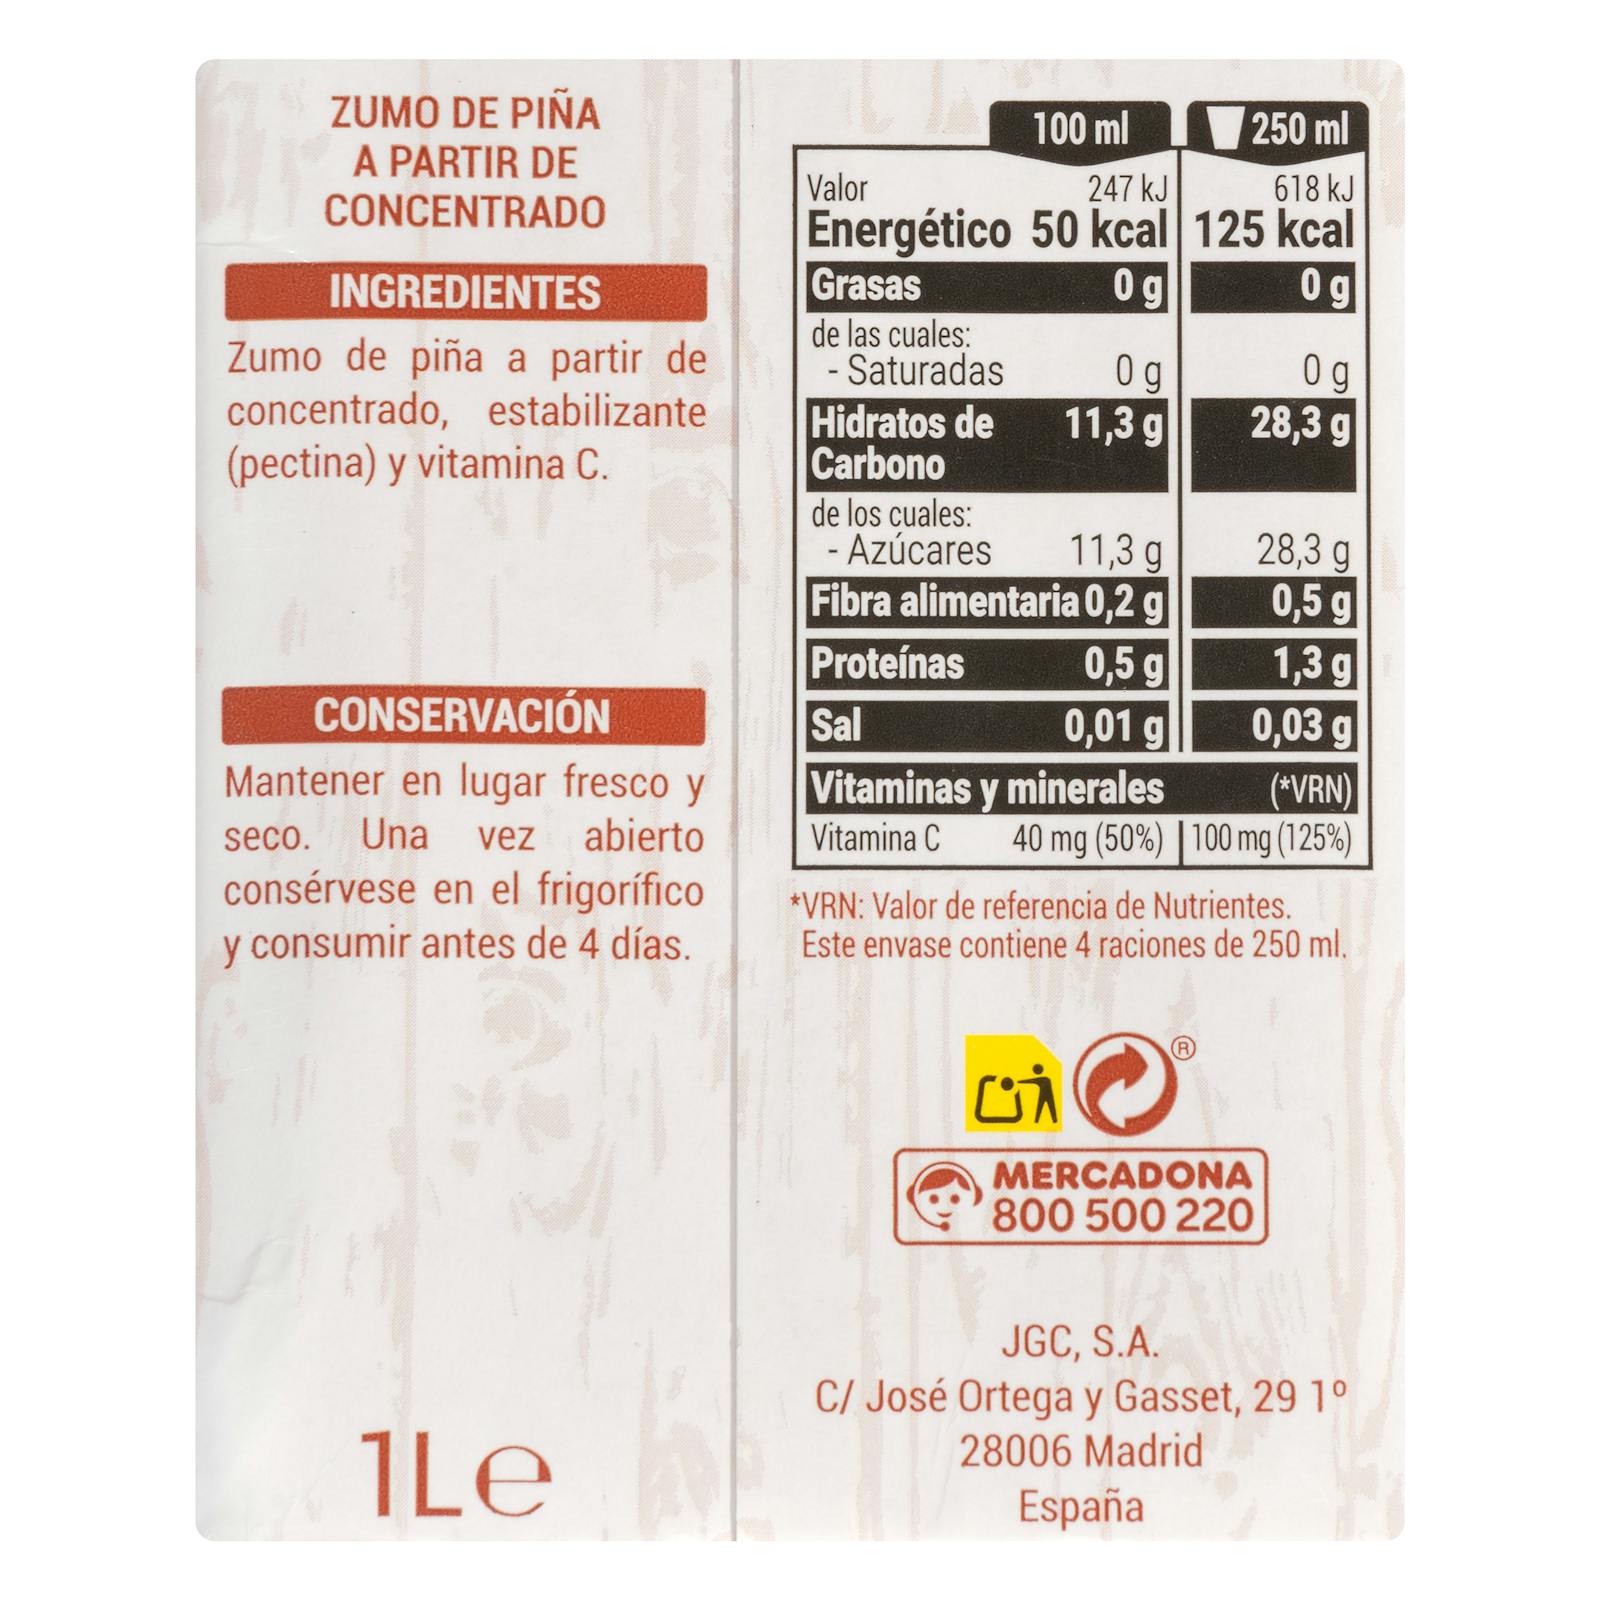 ZUMO DE PIÑA
A PARTIR DE
CONCENTRADO
INGREDIENTES
Zumo de piña a partir de
concentrado, estabilizante
(pectina) y vitamina C.
CONSERVACIÓN
Mantener en lugar fresco y
seco. Una vez abierto
consérvese en el frigorífico
y consumir antes de 4 días.
1L e
100 ml 250 ml
Valor 247 kJ 618 kJ
Energético 50 kcal 125 kcal
Grasas 0 g 0 g
de las cuales:
- Saturadas 0 g 0 g
Hidratos de 11,3 g 28,3 g
Carbono
de los cuales:
- Azúcares 11,3 g 28,3 g
Fibra alimentaria 0,2 g 0,5 g
Proteínas 0,5 g 1,3 g
Sal 0,01 g 0,03 g
Vitaminas y minerales (*VRN)
Vitamina C 40 mg (50%) 100 mg (125%)
*VRN: Valor de referencia de Nutrientes.
Este envase contiene 4 raciones de 250 ml.
®
MERCADONA
800 500 220
JGC, S.A.
C/ José Ortega y Gasset, 29 1º
28006 Madrid
España